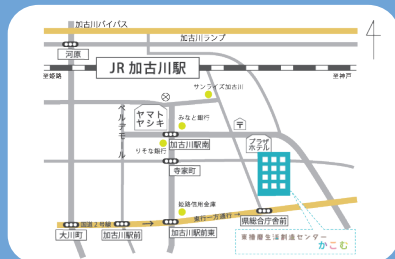 加古川バイパス
加古川ランプ
河原
JR 加古川駅
至姫路
至神戸
サンライズ加古川
ヤマト
ヤシキ
みなと銀行
ベルデモール
加古川駅南
プラザ
ホテル
りそな銀行
寺家町
姫路信用金庫
国道2号線
東行一方通行
県総合庁舎前
大川町
加古川駅前
加古川駅前東
東播磨生活創造センター
かこむ